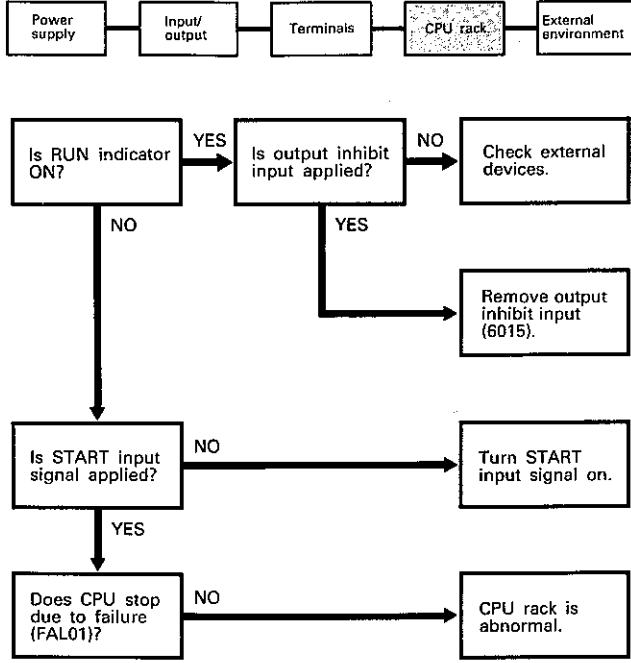 Power
supply
Input/
output
Terminals
CPU rack
External
environment
Is RUN indicator
ON?
YES
Is output inhibit
input applied?
NO
Check external
devices.
NO
YES
Remove output
inhibit input
(6015).
Is START input
signal applied?
NO
Turn START
input signal on.
YES
Does CPU stop
due to failure
(FAL01)?
NO
CPU rack is
abnormal.